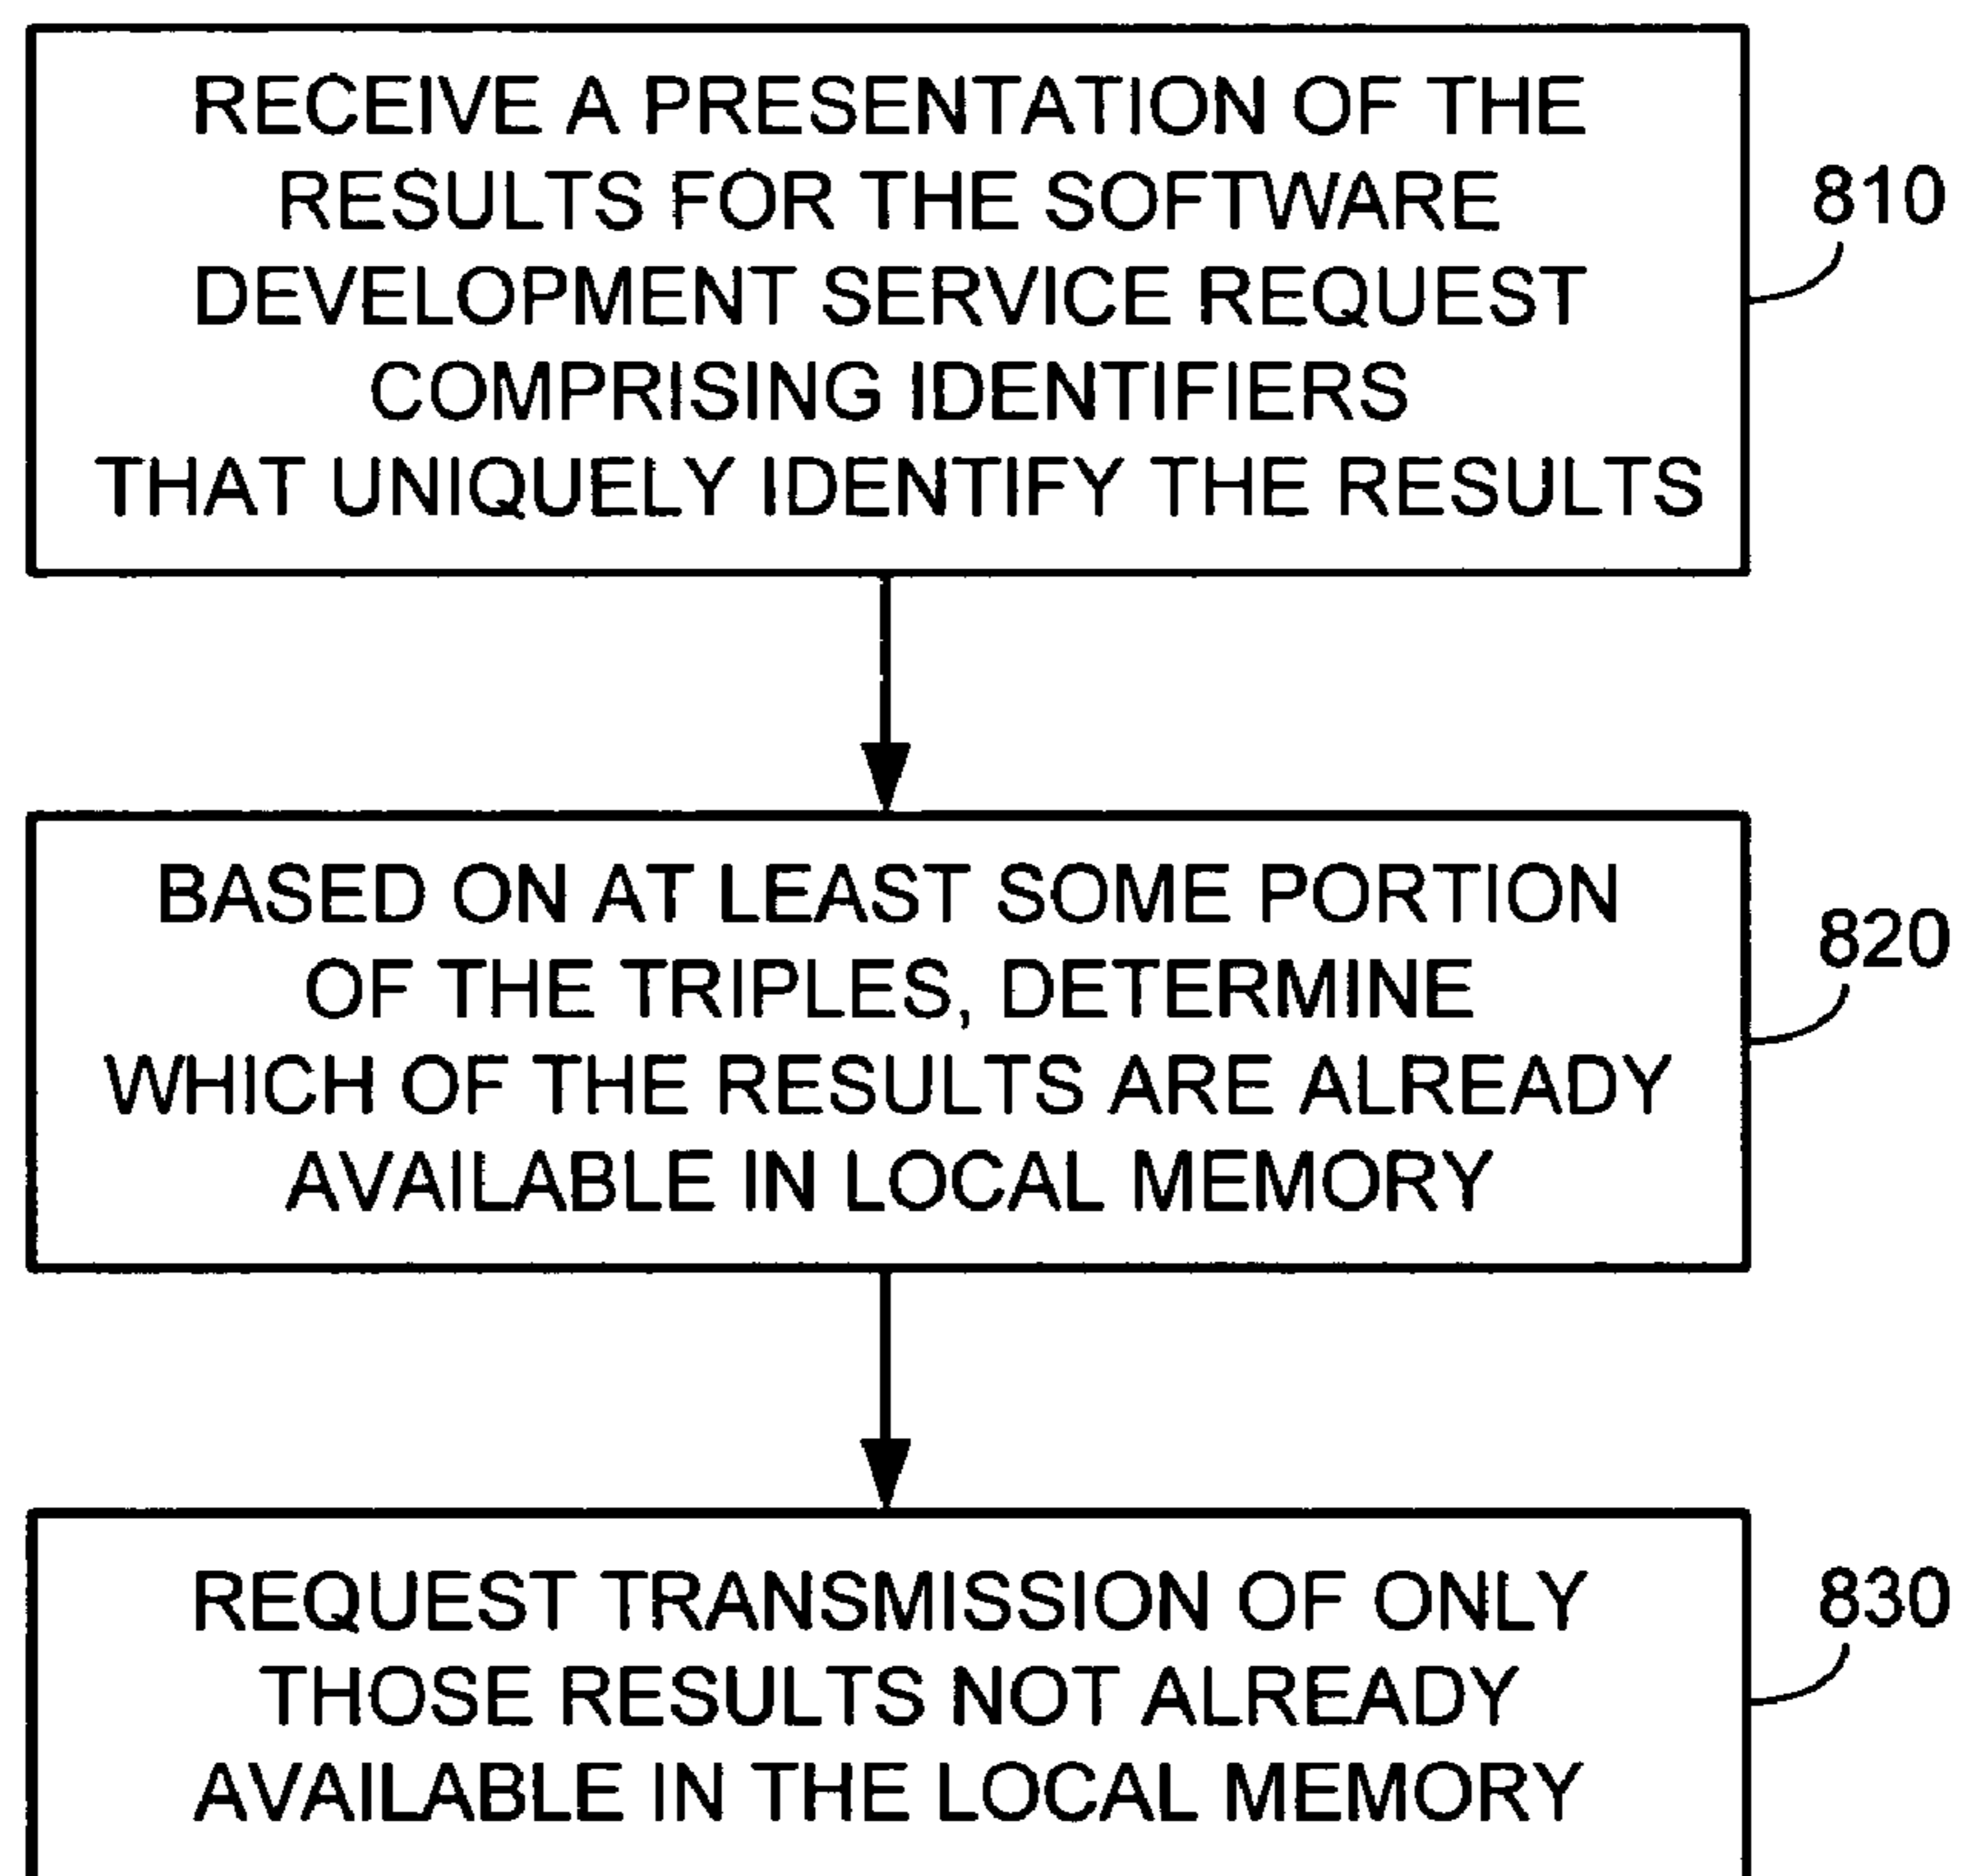 RECEIVE A PRESENTATION OF THE
RESULTS FOR THE SOFTWARE
DEVELOPMENT SERVICE REQUEST
COMPRISING IDENTIFIERS
THAT UNIQUELY IDENTIFY THE RESULTS
810
BASED ON AT LEAST SOME PORTION
OF THE TRIPLES, DETERMINE
WHICH OF THE RESULTS ARE ALREADY
AVAILABLE IN LOCAL MEMORY
820
REQUEST TRANSMISSION OF ONLY
THOSE RESULTS NOT ALREADY
AVAILABLE IN THE LOCAL MEMORY
830